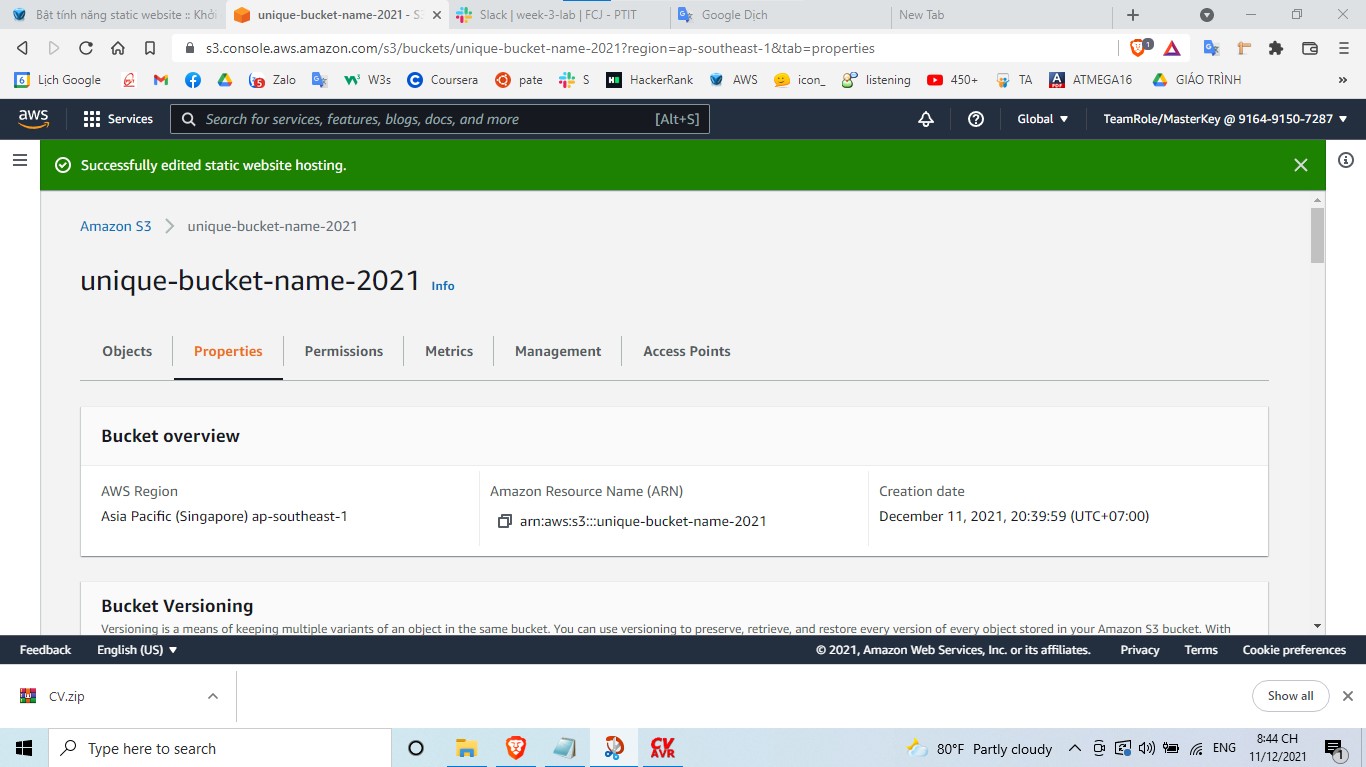 Bật tính năng static website :: Khở
unique-bucket-name-2021 - S
Slack | week-3-lab | FCJ - PTIT
Google Dịch
New Tab
s3.console.aws.amazon.com/s3/buckets/unique-bucket-name-2021?region=ap-southeast-1&tab=properties
1
6 Lịch Google
Zalo
W3s
Coursera
pate
S
HackerRank
AWS
icon_
listening
450+
TA
ATMEGA16
GIÁO TRÌNH
»
aws
Services
Search for services, features, blogs, docs, and more
[Alt+S]
Global
TeamRole/MasterKey @ 9164-9150-7287
Successfully edited static website hosting.
Amazon S3
unique-bucket-name-2021
unique-bucket-name-2021 Info
Objects
Properties
Permissions
Metrics
Management
Access Points
Bucket overview
AWS Region
Asia Pacific (Singapore) ap-southeast-1
Amazon Resource Name (ARN)
arn:aws:s3:::unique-bucket-name-2021
Creation date
December 11, 2021, 20:39:59 (UTC+07:00)
Bucket Versioning
Versioning is a means of keeping multiple variants of an object in the same bucket. You can use versioning to preserve, retrieve, and restore every version of every object stored in your Amazon S3 bucket. With
Feedback
English (US)
© 2021, Amazon Web Services, Inc. or its affiliates.
Privacy
Terms
Cookie preferences
CV.zip
Show all
Type here to search
CV
AVR
80°F Partly cloudy
ENG
8:44 CH
11/12/2021
1